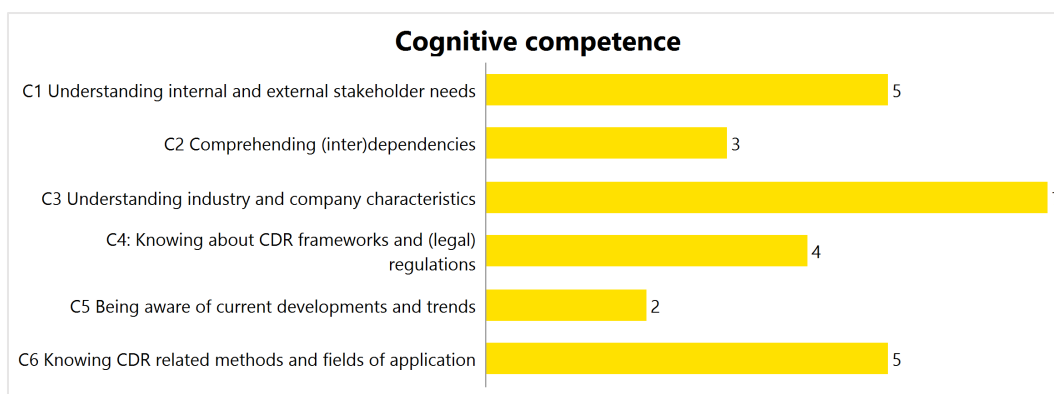 Cognitive competence
C1 Understanding internal and external stakeholder needs
5
C2 Comprehending (inter)dependencies
3
C3 Understanding industry and company characteristics
C4: Knowing about CDR frameworks and (legal)
regulations
4
C5 Being aware of current developments and trends
2
C6 Knowing CDR related methods and fields of application
5